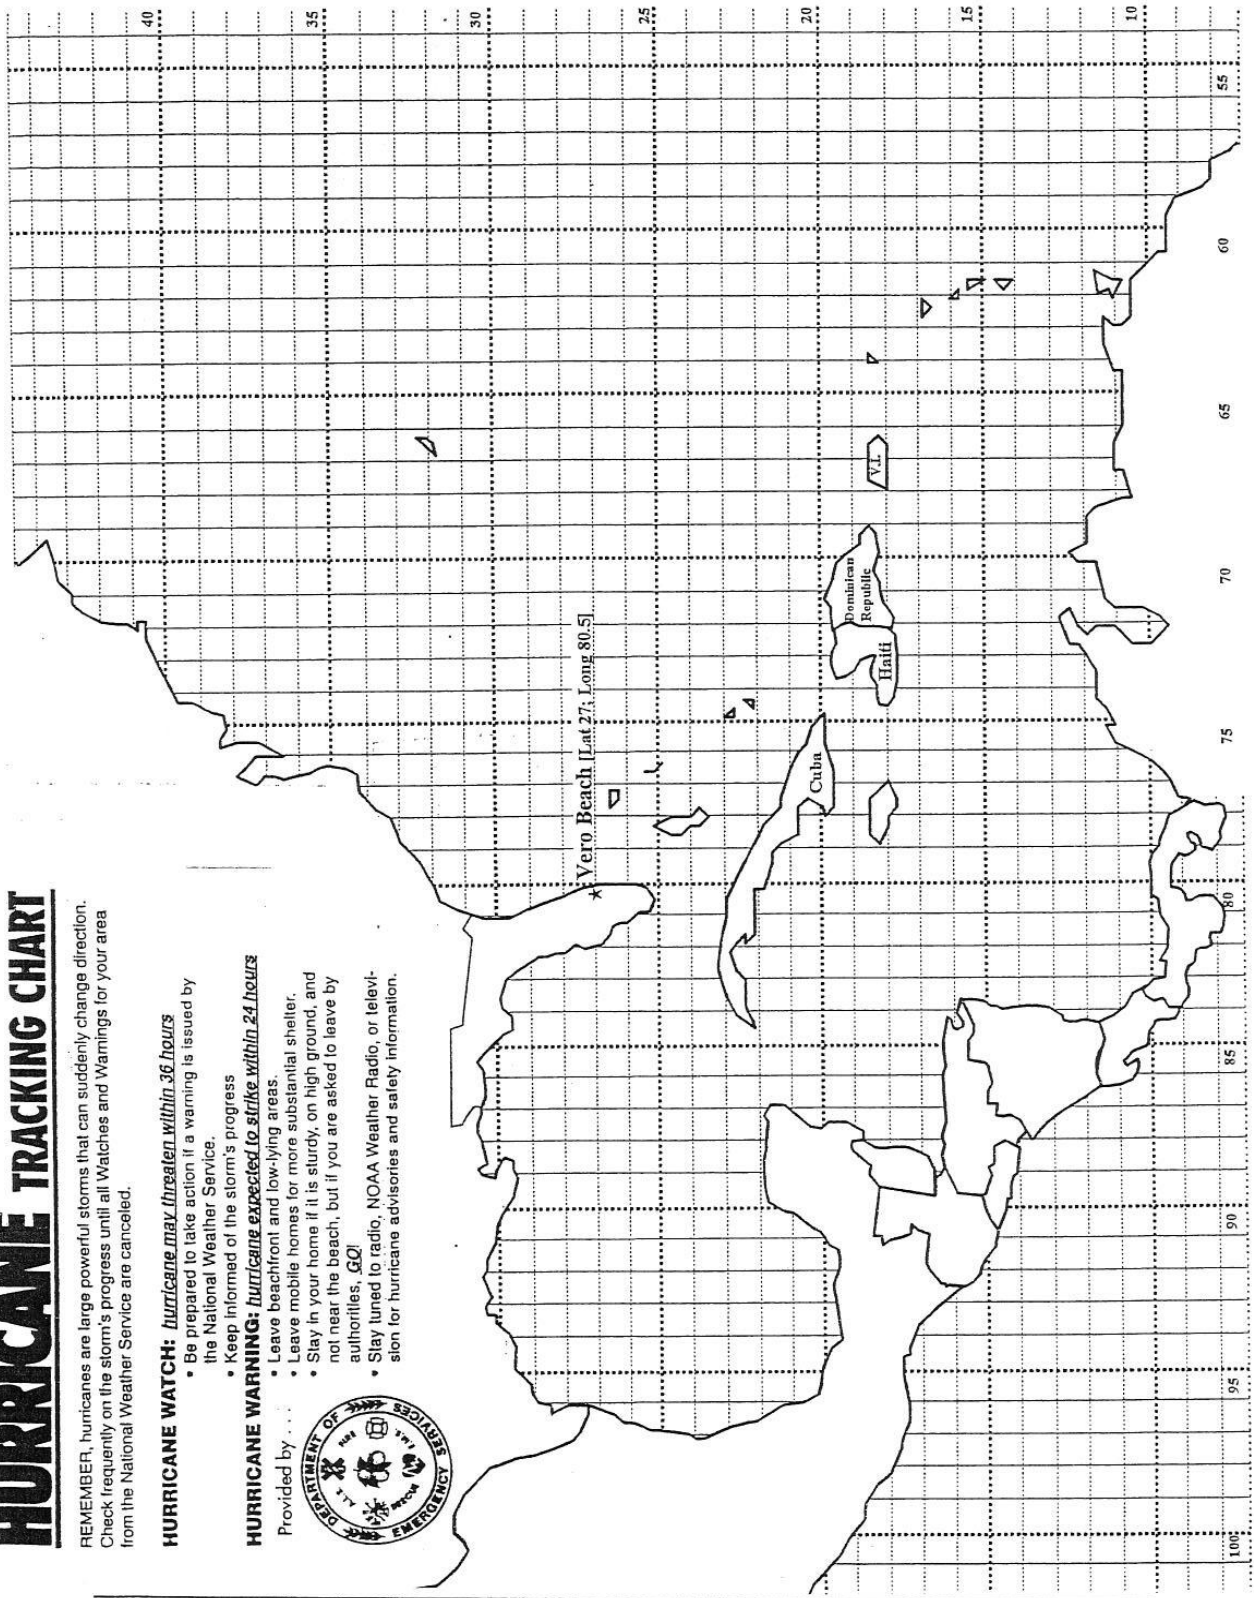 HURRICANE TRACKING CHART
REMEMBER, hurricanes are large powerful storms that can suddenly change direction.
Check frequently on the storm's progress until all Watches and Warnings for your area
from the National Weather Service are canceled.
HURRICANE WATCH: hurricane may threaten within 36 hours
• Be prepared to take action if a warning is issued by
the National Weather Service.
• Keep informed of the storm's progress
HURRICANE WARNING: hurricane expected to strike within 24 hours
• Leave beachfront and low-lying areas.
• Leave mobile homes for more substantial shelter.
• Stay in your home if it is sturdy, on high ground, and
not near the beach, but if you are asked to leave by
authorities, GO!
• Stay tuned to radio, NOAA Weather Radio, or televi-
sion for hurricane advisories and safety information.
Provided by . . .
DEPARTMENT OF
EMERGENCY SERVICES
A.L.S.
FIRE
RESCUE
E.M.S.
Vero Beach [Lat 27; Long 80.5]
Cuba
Haiti
Dominican
Republic
V.I.
40
35
30
25
20
15
10
100
95
90
85
80
75
70
65
60
55